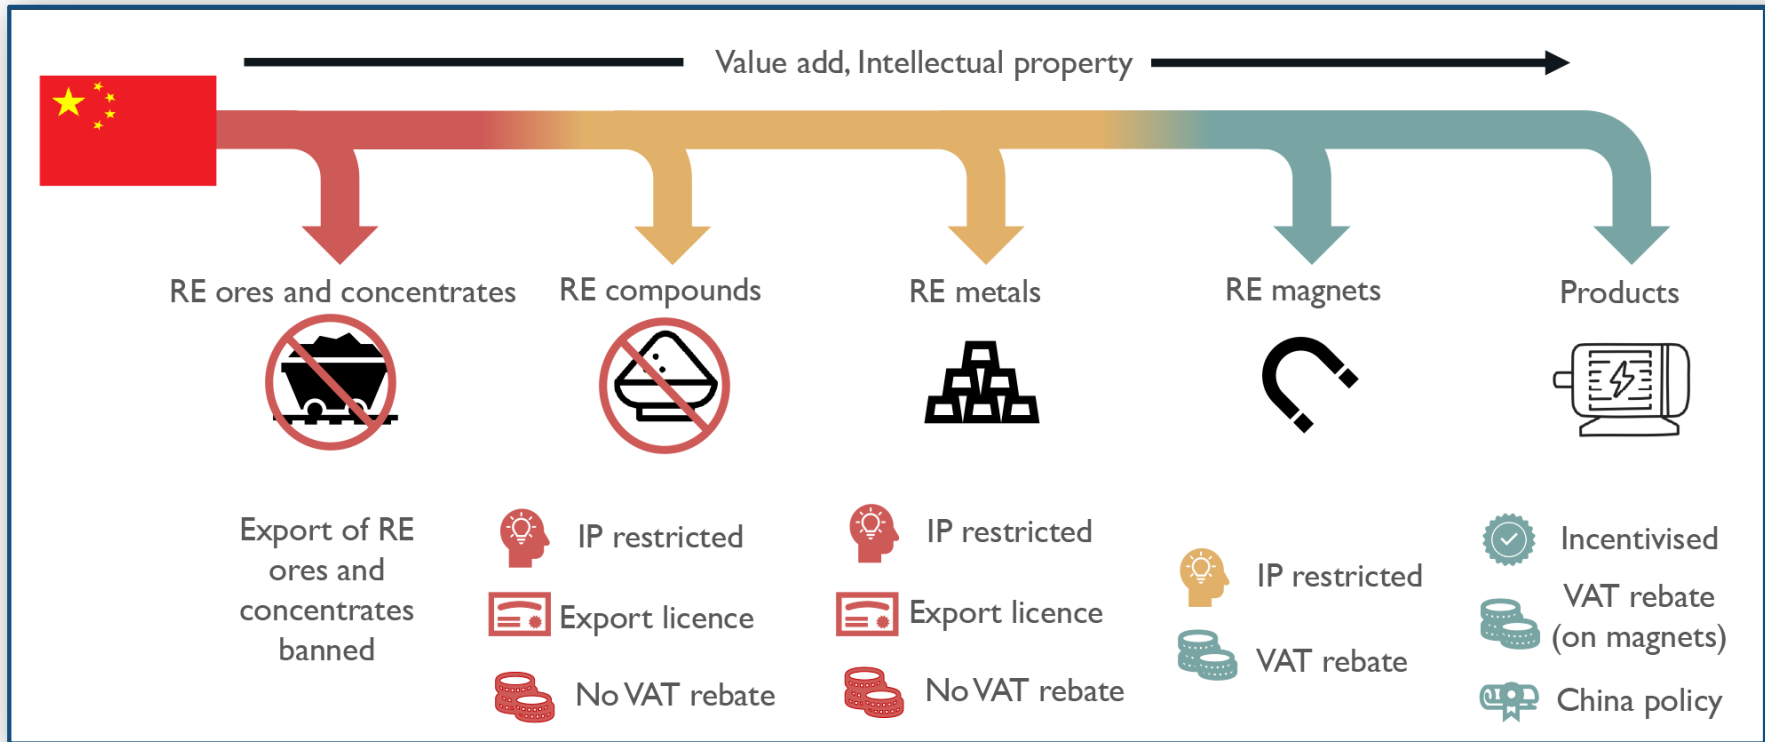 Value add, Intellectual property
RE ores and concentrates
RE compounds
RE metals
RE magnets
Products
Export of RE
ores and
concentrates
banned
IP restricted
Export licence
No VAT rebate
IP restricted
Export licence
No VAT rebate
IP restricted
VAT rebate
Incentivised
VAT rebate
(on magnets)
China policy